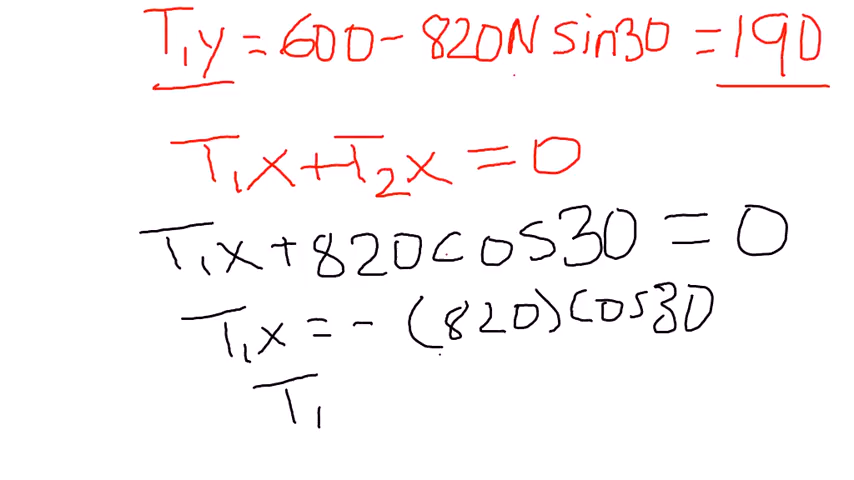 T₁y = 600 - 820N sin30 = 190
T₁x + T₂x = 0
T₁x + 820cos30 = 0
T₁x = - (820)cos30
T₁